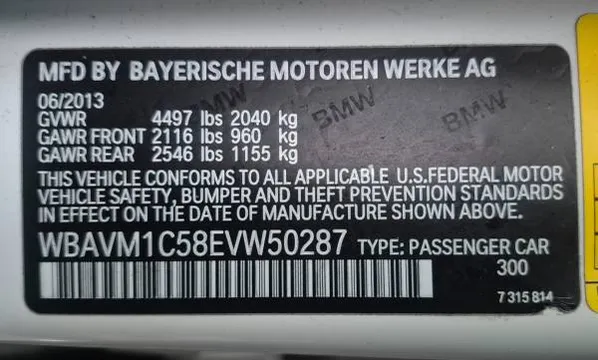 MFD BY BAYERISCHE MOTOREN WERKE AG
06/2013
GVWR 4497 lbs 2040 kg
GAWR FRONT 2116 lbs 960 kg
GAWR REAR 2546 lbs 1155 kg
THIS VEHICLE CONFORMS TO ALL APPLICABLE U.S.FEDERAL MOTOR
VEHICLE SAFETY, BUMPER AND THEFT PREVENTION STANDARDS
IN EFFECT ON THE DATE OF MANUFACTURE SHOWN ABOVE.
WBAVM1C58EVW50287 TYPE: PASSENGER CAR
300
7 315 814
BMW
BMW
BMW